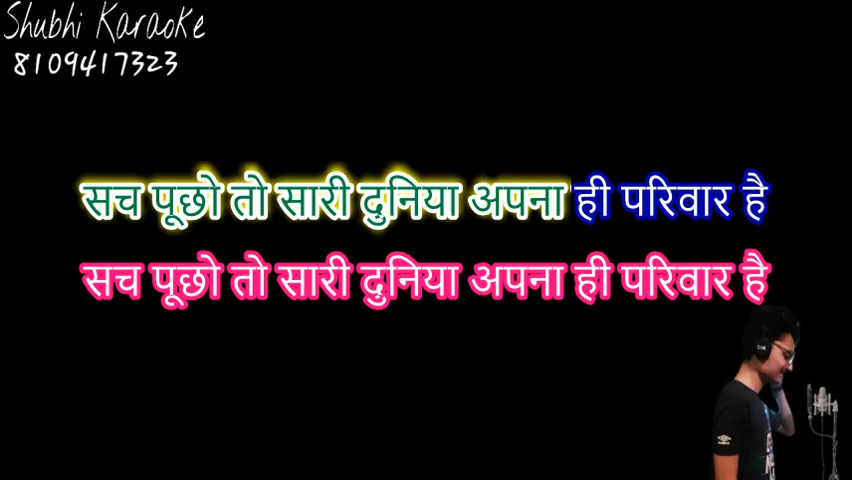 Shubhi Karaoke
8109417323
सच पूछो तो सारी दुनिया अपना ही परिवार है
सच पूछो तो सारी दुनिया अपना ही परिवार है